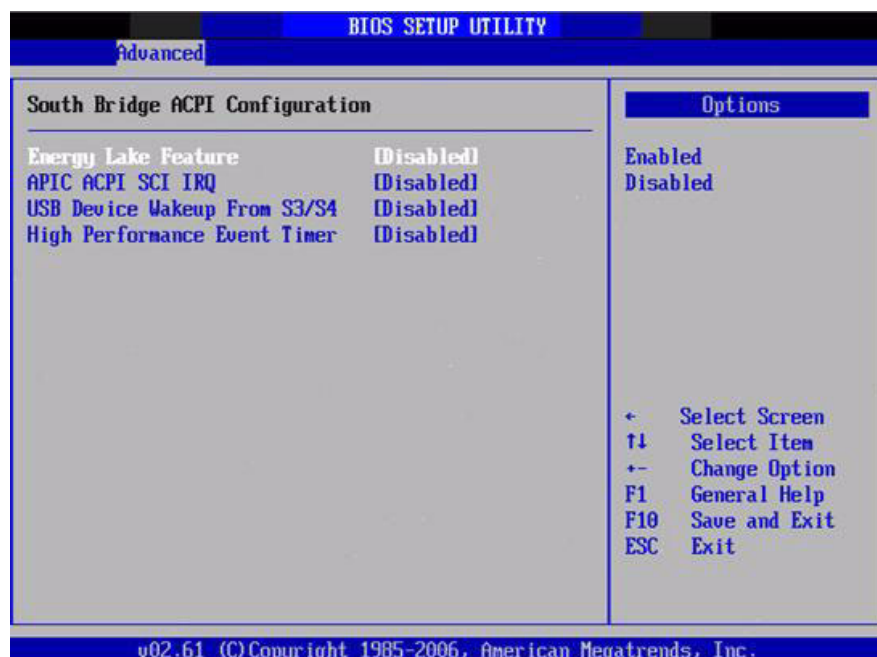 BIOS SETUP UTILITY
Advanced
South Bridge ACPI Configuration
Energy Lake Feature [Disabled]
APIC ACPI SCI IRQ [Disabled]
USB Device Wakeup From S3/S4 [Disabled]
High Performance Event Timer [Disabled]
Options
Enabled
Disabled
← Select Screen
↑↓ Select Item
+- Change Option
F1 General Help
F10 Save and Exit
ESC Exit
v02.61 (C)Copyright 1985-2006, American Megatrends, Inc.